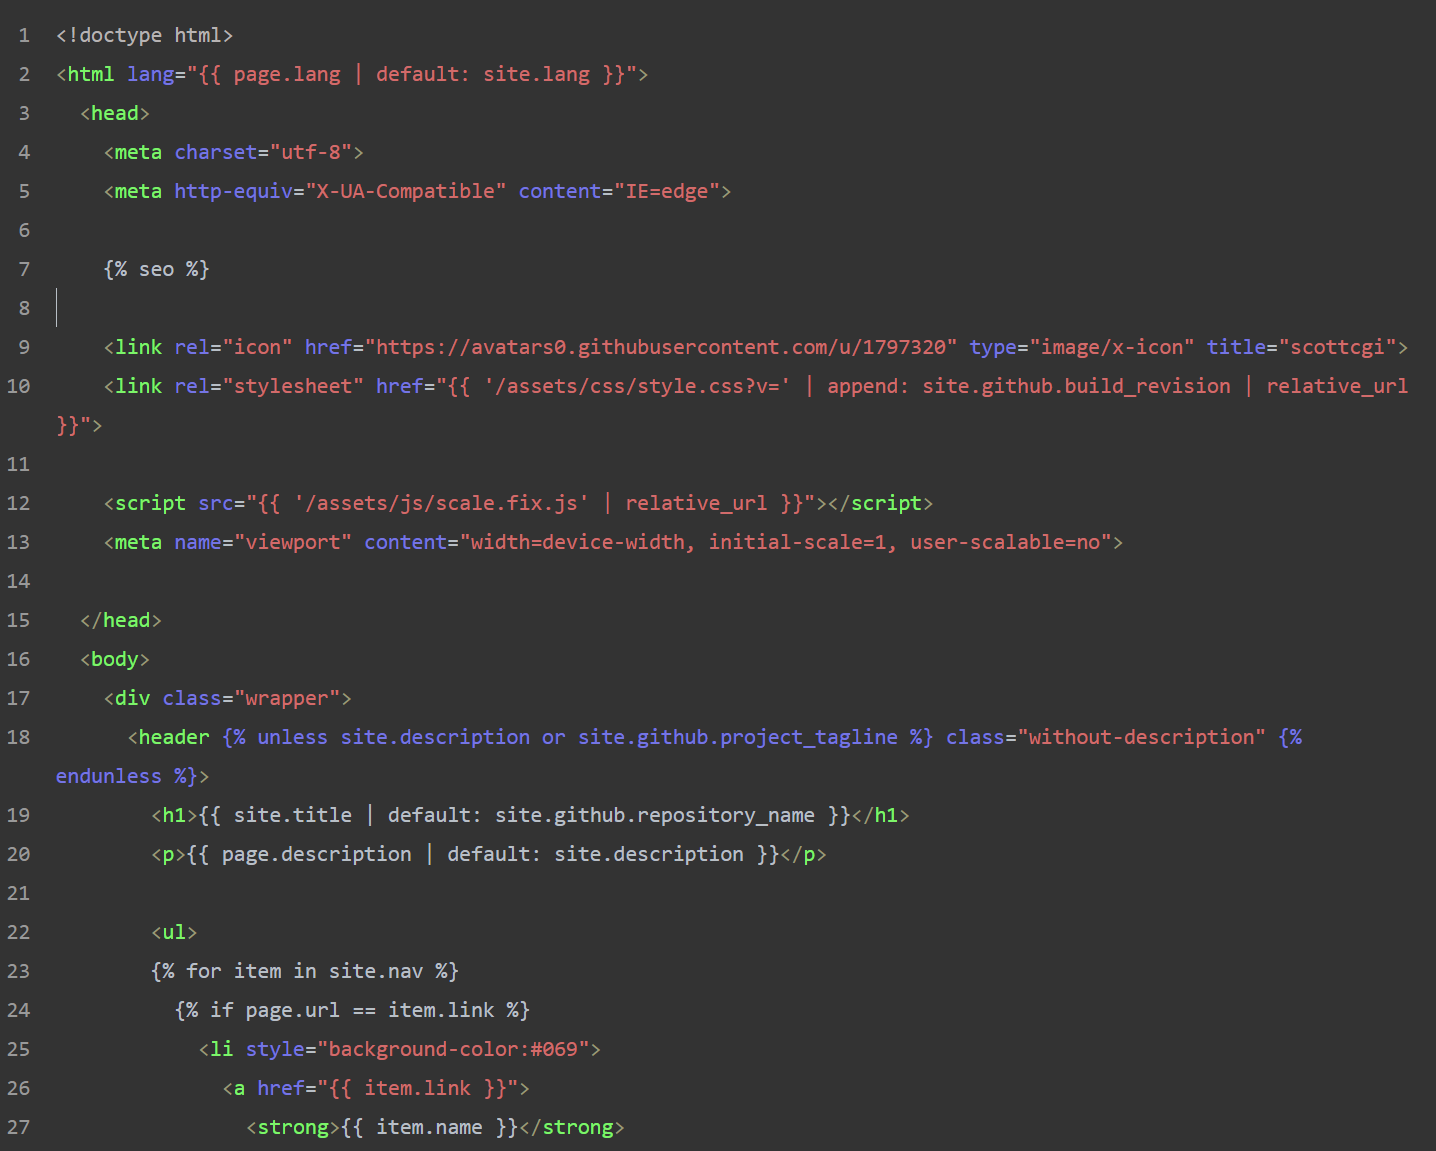 1 <!doctype html>
2 <html lang="{{ page.lang | default: site.lang }}">
3   <head>
4     <meta charset="utf-8">
5     <meta http-equiv="X-UA-Compatible" content="IE=edge">
6
7     {% seo %}
8
9     <link rel="icon" href="https://avatars0.githubusercontent.com/u/1797320" type="image/x-icon" title="scottcgi">
10     <link rel="stylesheet" href="{{ '/assets/css/style.css?v=' | append: site.github.build_revision | relative_url
}}">
11
12     <script src="{{ '/assets/js/scale.fix.js' | relative_url }}"></script>
13     <meta name="viewport" content="width=device-width, initial-scale=1, user-scalable=no">
14
15   </head>
16   <body>
17     <div class="wrapper">
18       <header {% unless site.description or site.github.project_tagline %} class="without-description" {%
endunless %}>
19         <h1>{{ site.title | default: site.github.repository_name }}</h1>
20         <p>{{ page.description | default: site.description }}</p>
21
22         <ul>
23         {% for item in site.nav %}
24           {% if page.url == item.link %}
25             <li style="background-color:#069">
26               <a href="{{ item.link }}">
27                 <strong>{{ item.name }}</strong>